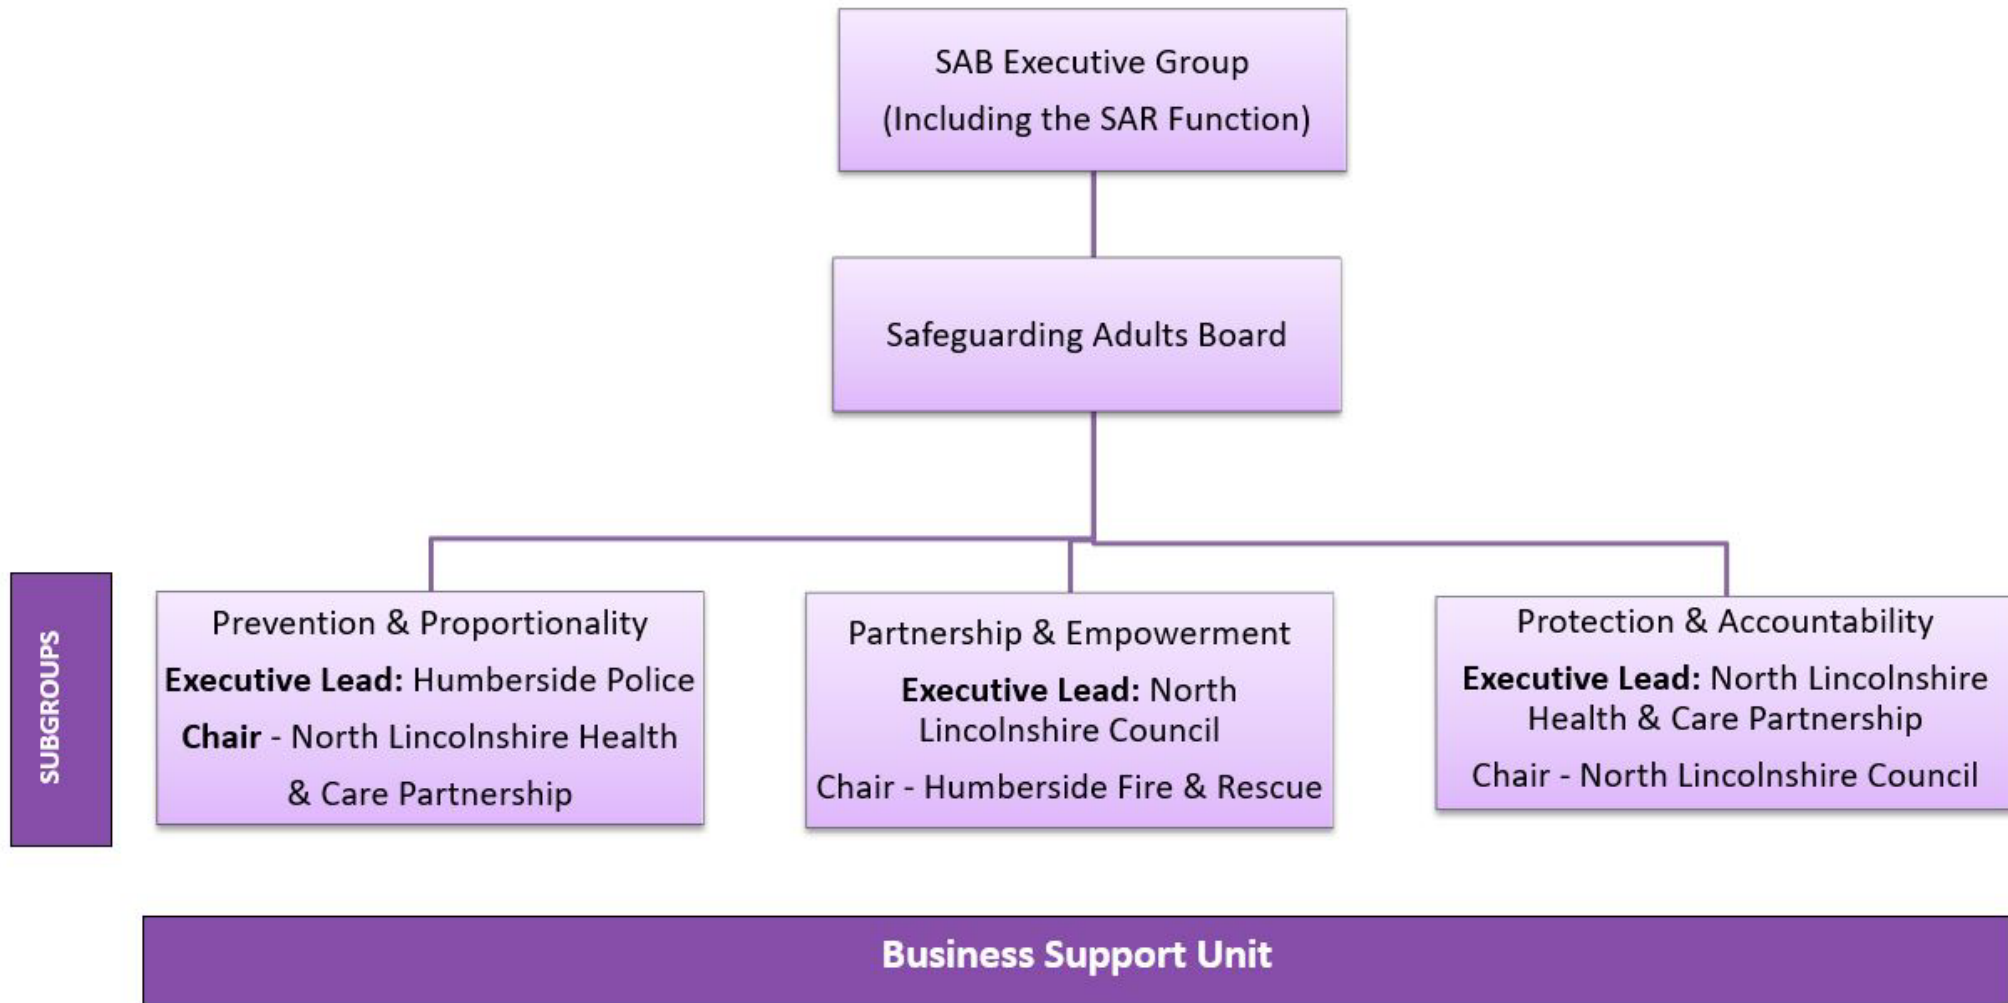 SAB Executive Group
(Including the SAR Function)
Safeguarding Adults Board
SUBGROUPS
Prevention & Proportionality
Executive Lead: Humberside Police
Chair - North Lincolnshire Health
& Care Partnership
Partnership & Empowerment
Executive Lead: North
Lincolnshire Council
Chair - Humberside Fire & Rescue
Protection & Accountability
Executive Lead: North Lincolnshire
Health & Care Partnership
Chair - North Lincolnshire Council
Business Support Unit